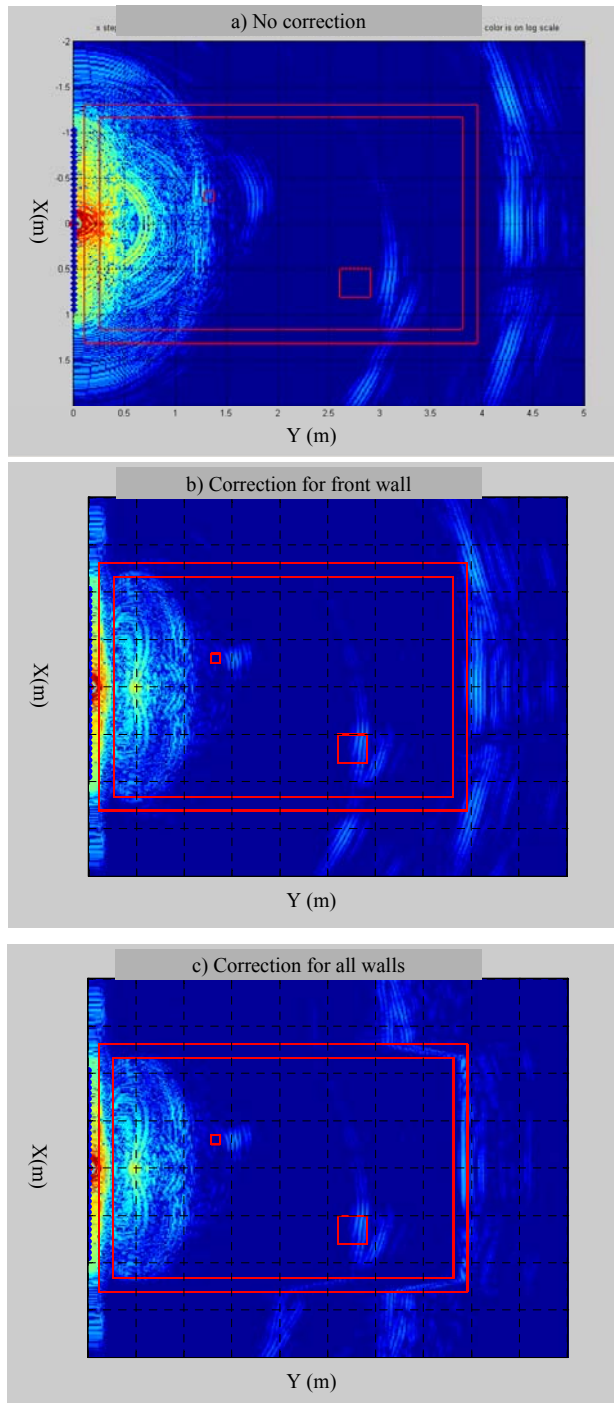 a) No correction
x step
color is on log scale
-2
-1.5
-1
-0.5
0
0.5
1
1.5
X(m)
0 0.5 1 1.5 2 2.5 3 3.5 4 4.5 5
Y (m)
b) Correction for front wall
X(m)
Y (m)
c) Correction for all walls
X(m)
Y (m)